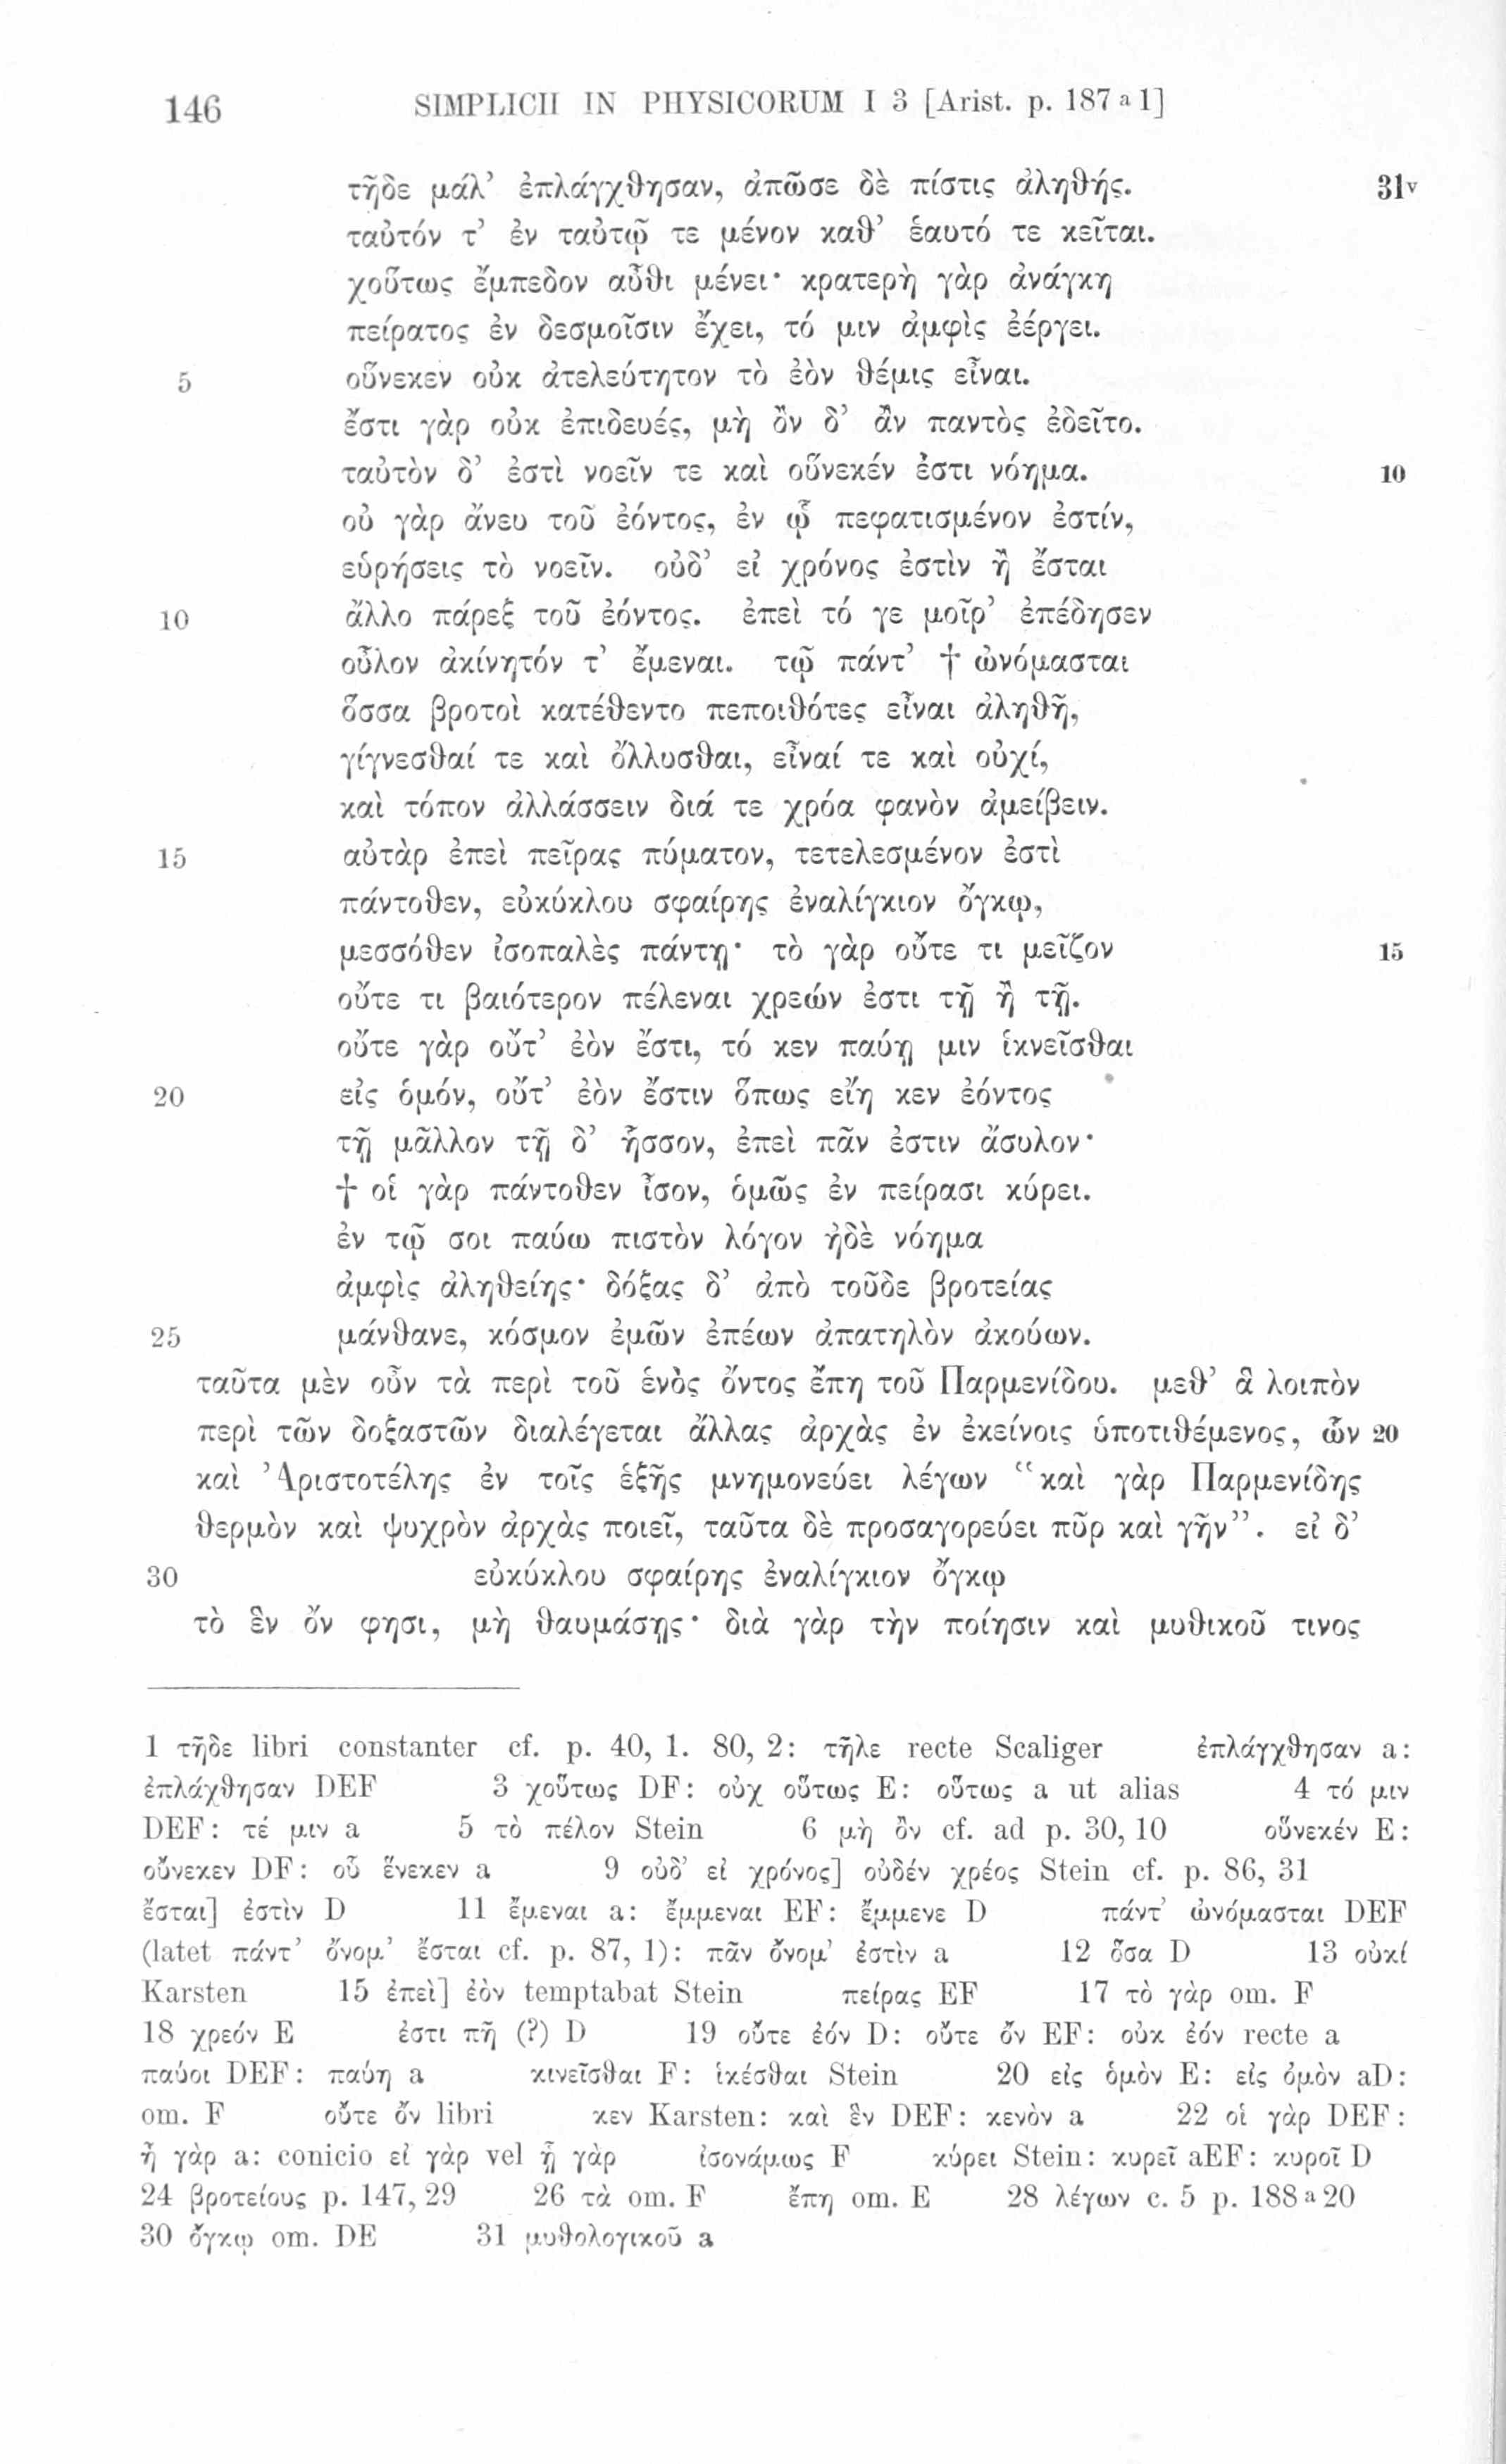 146 SIMPLICII IN PHYSICORUM I 3 [Arist. p. 187 a 1]
τῆδε μάλ’ ἐπλάγχθησαν, ἀπῶσε δὲ πίστις ἀληθής. 31v
ταὐτόν τ’ ἐν ταὐτῷ τε μένον καθ’ ἑαυτό τε κεῖται.
χοὔτως ἔμπεδον αὖθι μένει· κρατερὴ γὰρ ἀνάγκη
πείρατος ἐν δεσμοῖσιν ἔχει, τό μιν ἀμφὶς ἐέργει.
5 οὕνεκεν οὐκ ἀτελεύτητον τὸ ἐὸν θέμις εἶναι.
ἔστι γὰρ οὐκ ἐπιδευές, μὴ ὂν δ’ ἂν παντὸς ἐδεῖτο.
ταὐτὸν δ’ ἐστὶ νοεῖν τε καὶ οὕνεκέν ἐστι νόημα. 10
οὐ γὰρ ἄνευ τοῦ ἐόντος, ἐν ᾧ πεφατισμένον ἐστίν,
εὑρήσεις τὸ νοεῖν. οὐδ’ εἰ χρόνος ἐστὶν ἢ ἔσται
10 ἄλλο πάρεξ τοῦ ἐόντος. ἐπεὶ τό γε μοῖρ’ ἐπέδησεν
οὖλον ἀκίνητόν τ’ ἔμεναι. τῷ πάντ’ † ὠνόμασται
ὅσσα βροτοὶ κατέθεντο πεποιθότες εἶναι ἀληθῆ,
γίγνεσθαί τε καὶ ὄλλυσθαι, εἶναί τε καὶ οὐχί,
καὶ τόπον ἀλλάσσειν διά τε χρόα φανὸν ἀμείβειν.
15 αὐτὰρ ἐπεὶ πεῖρας πύματον, τετελεσμένον ἐστὶ
πάντοθεν, εὐκύκλου σφαίρης ἐναλίγκιον ὄγκῳ,
μεσσόθεν ἰσοπαλὲς πάντῃ· τὸ γὰρ οὔτε τι μεῖζον 15
οὔτε τι βαιότερον πέλεναι χρεών ἐστι τῇ ἢ τῇ.
οὔτε γὰρ οὔτ’ ἐὸν ἔστι, τό κεν παύῃ μιν ἱκνεῖσθαι
20 εἰς ὁμόν, οὔτ’ ἐὸν ἔστιν ὅπως εἴη κεν ἐόντος
τῇ μᾶλλον τῇ δ’ ἧσσον, ἐπεὶ πᾶν ἐστιν ἄσυλον·
† οἱ γὰρ πάντοθεν ἶσον, ὁμῶς ἐν πείρασι κύρει.
ἐν τῷ σοι παύω πιστὸν λόγον ἠδὲ νόημα
ἀμφὶς ἀληθείης· δόξας δ’ ἀπὸ τοῦδε βροτείας
25 μάνθανε, κόσμον ἐμῶν ἐπέων ἀπατηλὸν ἀκούων.
ταῦτα μὲν οὖν τὰ περὶ τοῦ ἑνὸς ὄντος ἔπη τοῦ Παρμενίδου. μεθ’ ἃ λοιπὸν
περὶ τῶν δοξαστῶν διαλέγεται ἄλλας ἀρχὰς ἐν ἐκείνοις ὑποτιθέμενος, ὧν 20
καὶ Ἀριστοτέλης ἐν τοῖς ἑξῆς μνημονεύει λέγων “καὶ γὰρ Παρμενίδης
θερμὸν καὶ ψυχρὸν ἀρχὰς ποιεῖ, ταῦτα δὲ προσαγορεύει πῦρ καὶ γῆν”. εἰ δ’
30 εὐκύκλου σφαίρης ἐναλίγκιον ὄγκῳ
τὸ ἓν ὄν φησι, μὴ θαυμάσῃς· διὰ γὰρ τὴν ποίησιν καὶ μυθικοῦ τινος
1 τῆδε libri constanter cf. p. 40, 1. 80, 2: τῆλε recte Scaliger ἐπλάγχθησαν a:
ἐπλάχθησαν DEF 3 χοὔτως DF: οὐχ οὕτως E: οὕτως a ut alias 4 τό μιν
DEF: τέ μιν a 5 τὸ πέλον Stein 6 μὴ ὂν cf. ad p. 30, 10 οὕνεκέν E:
οὕνεκεν DF: οὗ ἕνεκεν a 9 οὐδ’ εἰ χρόνος] οὐδέν χρέος Stein cf. p. 86, 31
ἔσται] ἐστὶν D 11 ἔμεναι a: ἔμμεναι EF: ἔμμενε D πάντ’ ὠνόμασται DEF
(latet πάντ’ ὄνομ’ ἔσται cf. p. 87, 1): πᾶν ὄνομ’ ἐστὶν a 12 ὅσα D 13 οὐκί
Karsten 15 ἐπεὶ] ἐὸν temptabat Stein πείρας EF 17 τὸ γὰρ om. F
18 χρεόν E ἐστι πῆ (?) D 19 οὔτε ἐόν D: οὔτε ὄν EF: οὐκ ἐόν recte a
παύοι DEF: παύη a κινεῖσθαι F: ἱκέσθαι Stein 20 εἰς ὁμὸν E: εἰς ὀμὸν aD:
om. F οὔτε ὄν libri κεν Karsten: καὶ ἓν DEF: κενὸν a 22 οἱ γὰρ DEF:
ἦ γὰρ a: conicio εἰ γὰρ vel ᾗ γὰρ ἰσονάμως F κύρει Stein: κυρεῖ aEF: κυροῖ D
24 βροτείους p. 147, 29 26 τὰ om. F ἔπη om. E 28 λέγων c. 5 p. 188 a 20
30 ὄγκῳ om. DE 31 μυθολογικοῦ a